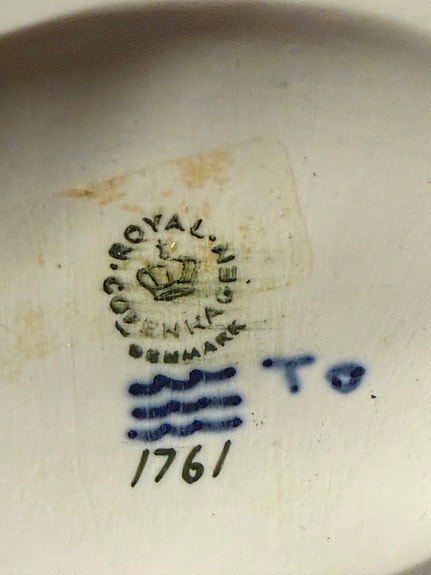 ROYAL·COPENHAGEN
DENMARK
TO
1761